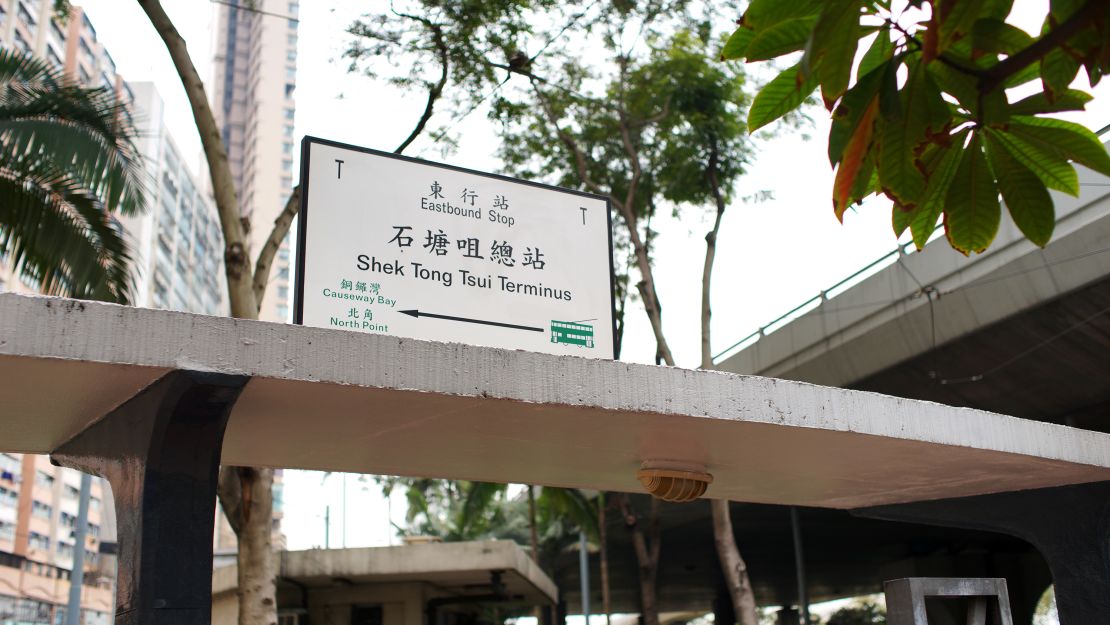 東行站
Eastbound Stop
石塘咀總站
Shek Tong Tsui Terminus
銅鑼灣
Causeway Bay
北角
North Point